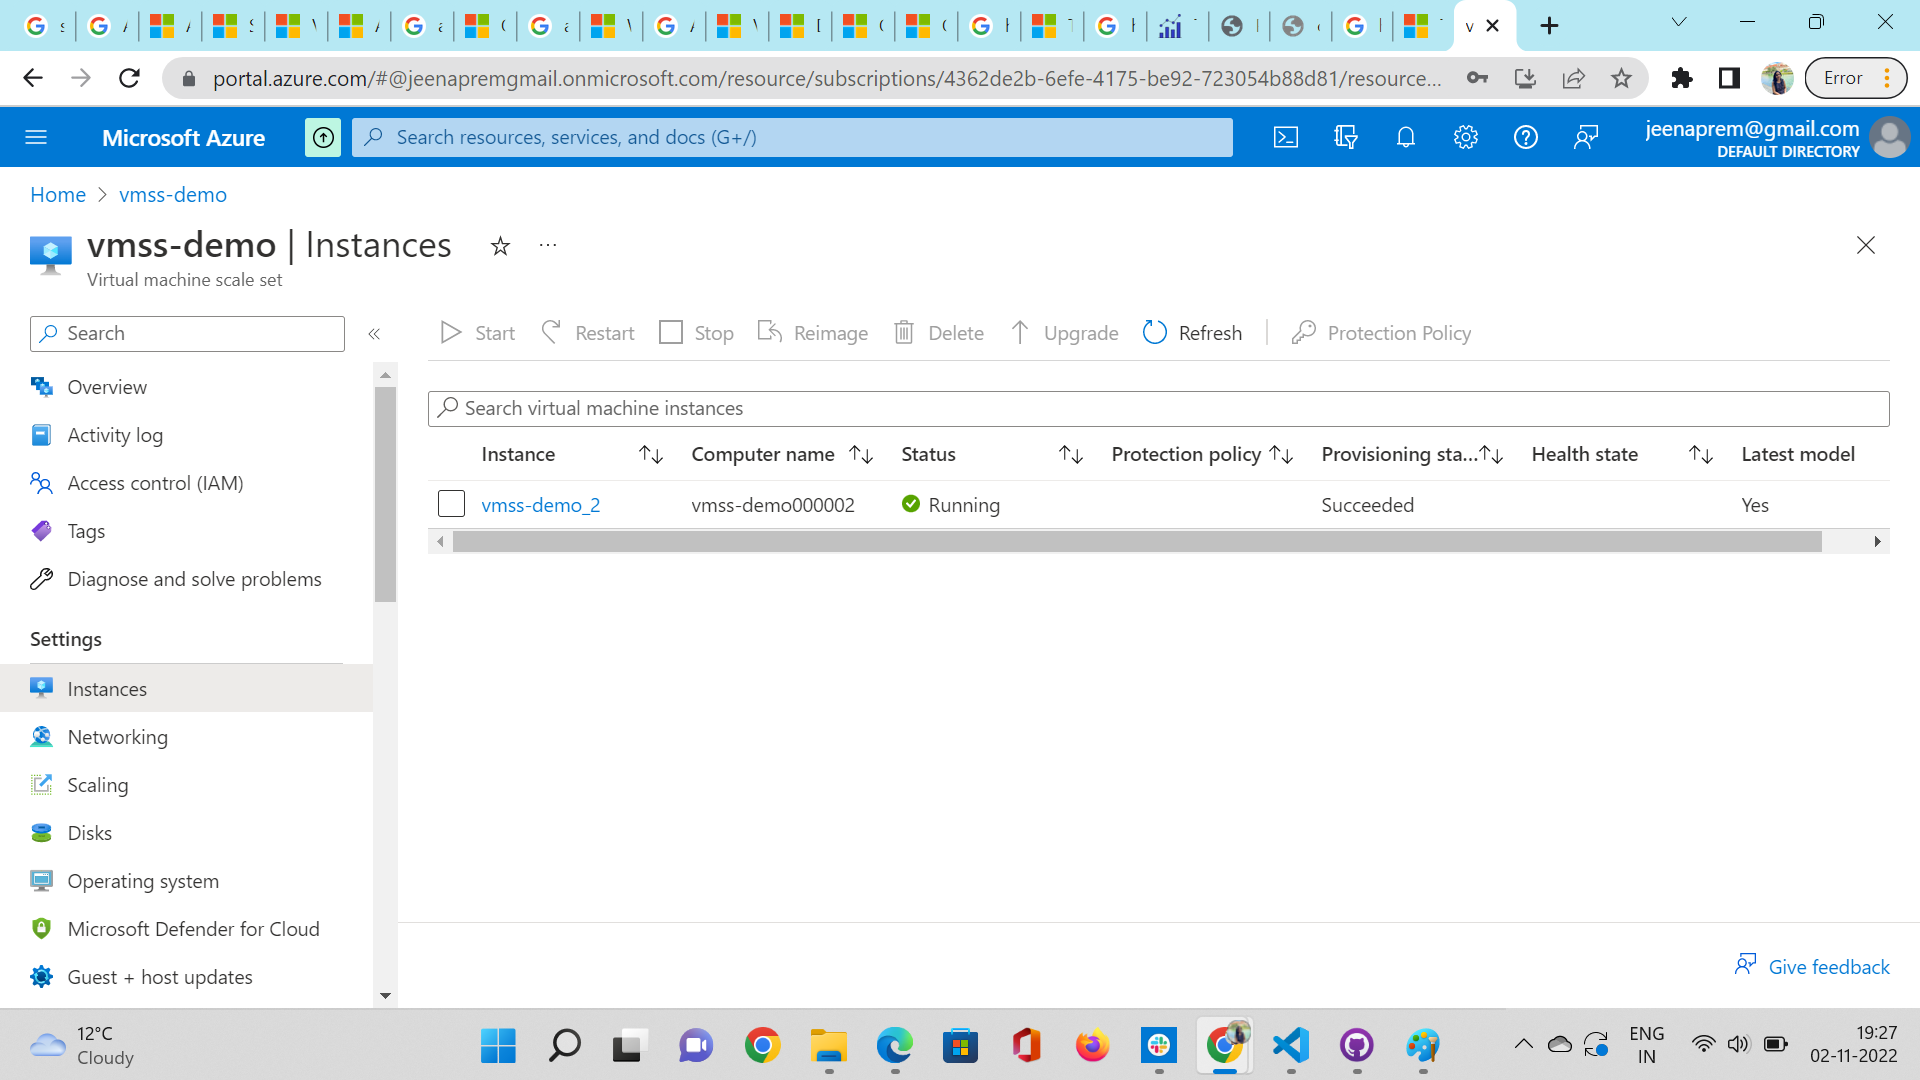 portal.azure.com/#@jeenapremgmail.onmicrosoft.com/resource/subscriptions/4362de2b-6efe-4175-be92-723054b88d81/resource...
Error
Microsoft Azure
Search resources, services, and docs (G+/)
jeenaprem@gmail.com
DEFAULT DIRECTORY
Home
vmss-demo
vmss-demo | Instances
Virtual machine scale set
Search
Start
Restart
Stop
Reimage
Delete
Upgrade
Refresh
Protection Policy
Overview
Activity log
Access control (IAM)
Tags
Diagnose and solve problems
Settings
Instances
Networking
Scaling
Disks
Operating system
Microsoft Defender for Cloud
Guest + host updates
Search virtual machine instances
Instance Computer name Status Protection policy Provisioning sta... Health state Latest model
vmss-demo_2 vmss-demo000002 Running Succeeded Yes
Give feedback
12°C
Cloudy
ENG
IN
19:27
02-11-2022